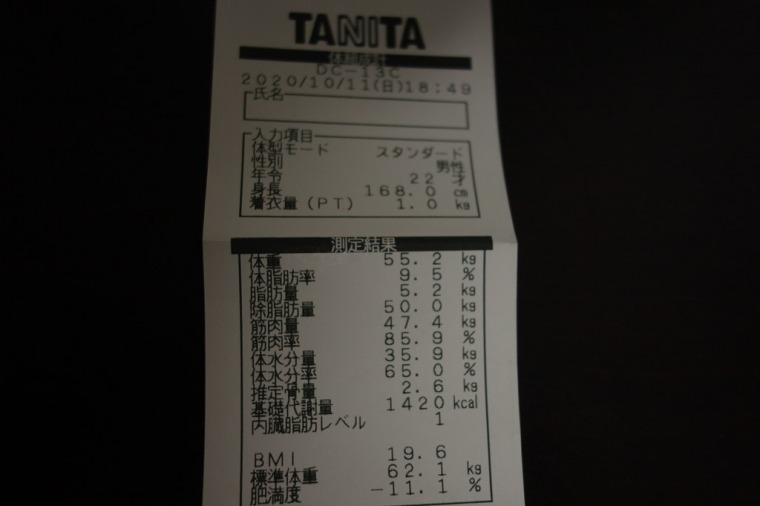 TANITA
体組成計
DC-13C
2020/10/11(日)18:49
氏名
入力項目
体型モード スタンダード
性別 男性
年令 22 才
身長 168.0 cm
着衣量(PT) 1.0 kg
測定結果
体重 55.2 kg
体脂肪率 9.5 %
脂肪量 5.2 kg
除脂肪量 50.0 kg
筋肉量 47.4 kg
筋肉率 85.9 %
体水分量 35.9 kg
体水分率 65.0 %
推定骨量 2.6 kg
基礎代謝量 1420 kcal
内臓脂肪レベル 1
BMI 19.6
標準体重 62.1 kg
肥満度 -11.1 %